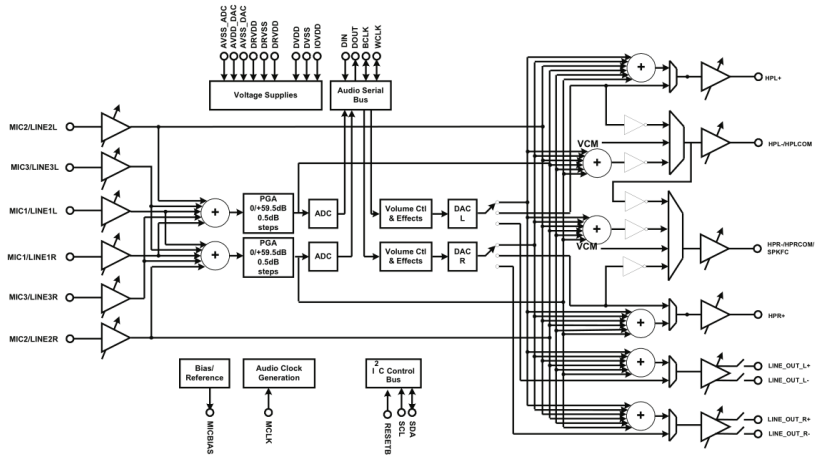 AVSS_ADC
AVDD_DAC
AVSS_DAC
DRVDD
DRVSS
DRVDD
DVDD
DVSS
IOVDD
DIN
DOUT
BCLK
WCLK
Voltage Supplies
Audio Serial
Bus
MIC2/LINE2L
MIC3/LINE3L
MIC1/LINE1L
MIC1/LINE1R
MIC3/LINE3R
MIC2/LINE2R
+
+
PGA
0/+59.5dB
0.5dB
steps
PGA
0/+59.5dB
0.5dB
steps
ADC
ADC
Volume Ctl
& Effects
Volume Ctl
& Effects
DAC
L
DAC
R
+
VCM
+
+
VCM
+
+
+
HPL+
HPL-/HPLCOM
HPR-/HPRCOM/
SPKFC
HPR+
LINE_OUT_L+
LINE_OUT_L-
LINE_OUT_R+
LINE_OUT_R-
Bias/
Reference
Audio Clock
Generation
2
I C Control
Bus
MICBIAS
MCLK
RESETB
SCL
SDA